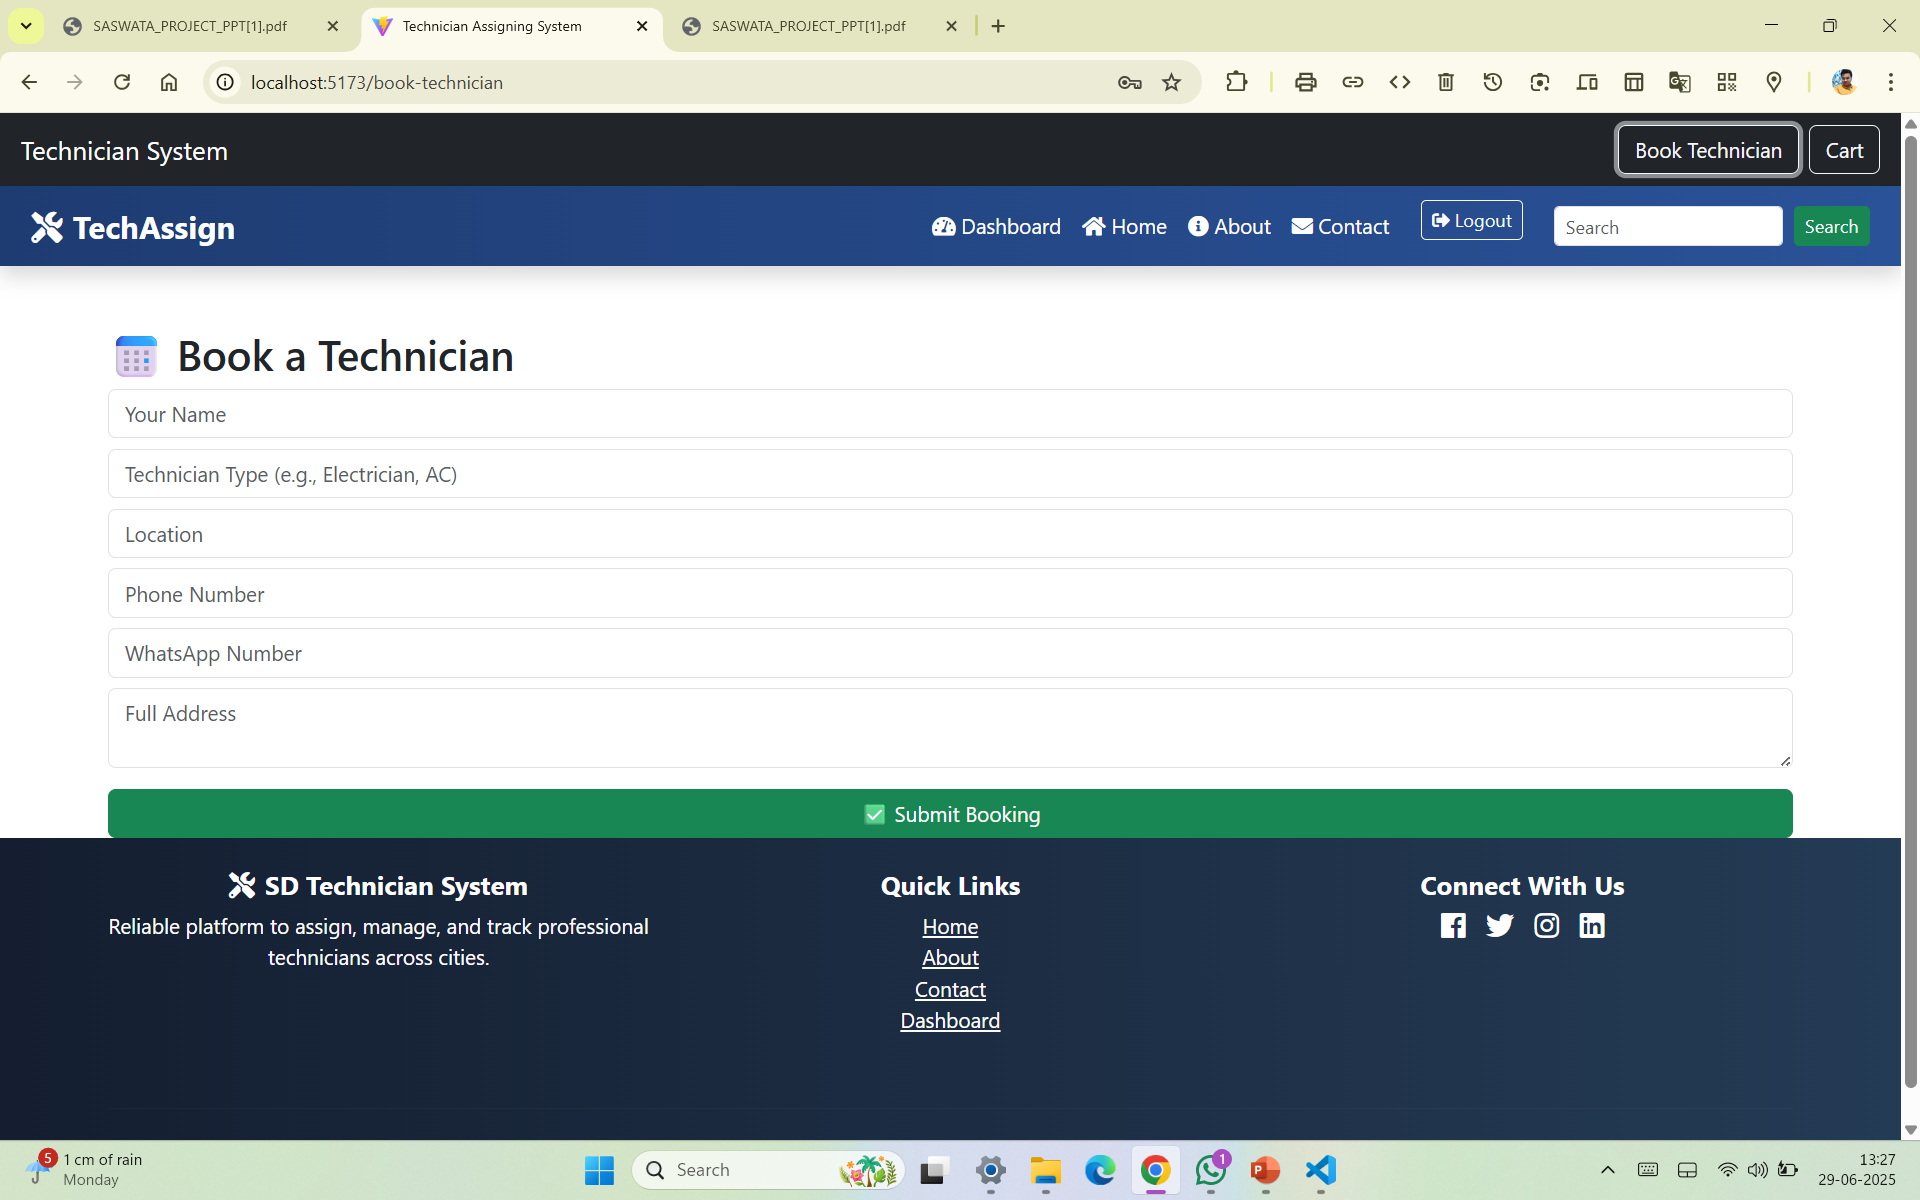 SASWATA_PROJECT_PPT[1].pdf
Technician Assigning System
SASWATA_PROJECT_PPT[1].pdf
localhost:5173/book-technician
Technician System
Book Technician
Cart
TechAssign
Dashboard
Home
About
Contact
Logout
Search
Search
Book a Technician
Your Name
Technician Type (e.g., Electrician, AC)
Location
Phone Number
WhatsApp Number
Full Address
✅ Submit Booking
SD Technician System
Reliable platform to assign, manage, and track professional
technicians across cities.
Quick Links
Home
About
Contact
Dashboard
Connect With Us
5
1 cm of rain
Monday
Search
1
13:27
29-06-2025